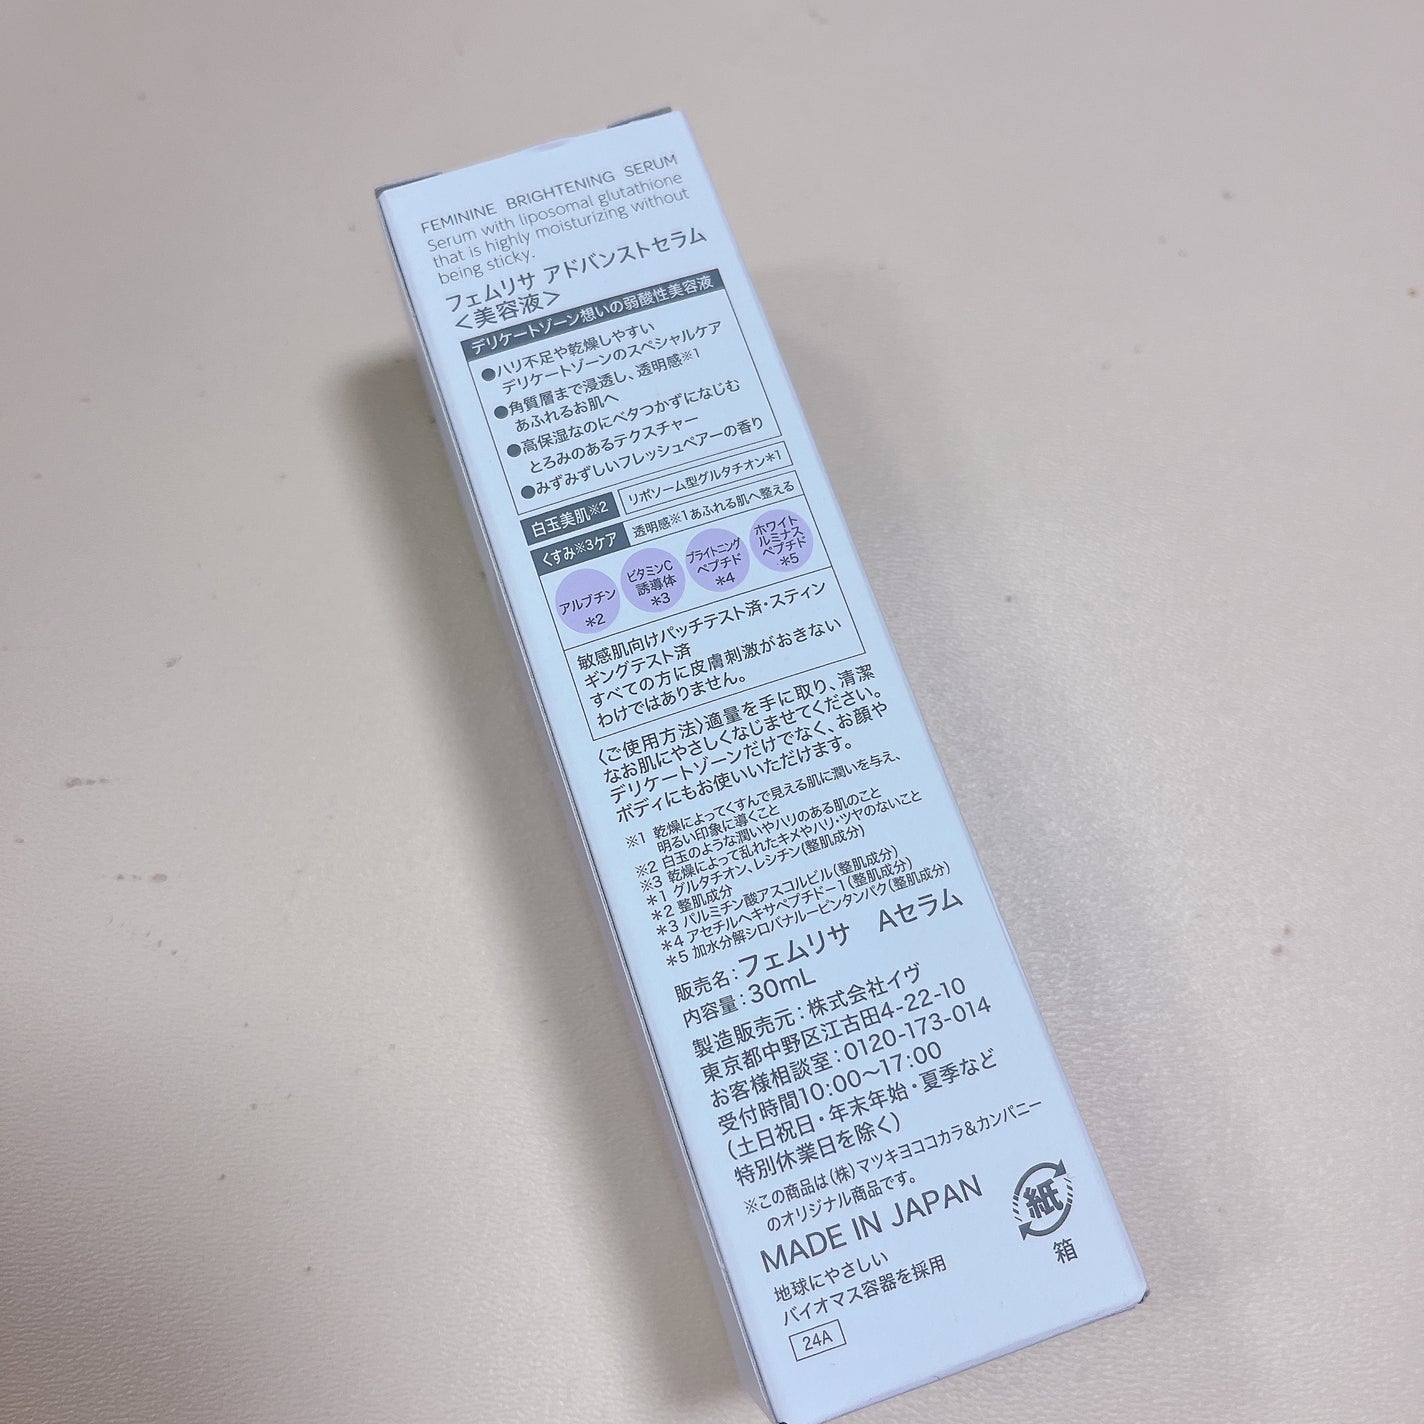 FEMININE BRIGHTENING SERUM
Serum with liposomal glutathione
that is highly moisturizing without
being sticky.
フェムリサ アドバンストセラム
＜美容液＞
デリケートゾーン想いの弱酸性美容液
●ハリ不足や乾燥しやすい
デリケートゾーンのスペシャルケア
●角質層まで浸透し、透明感※1
あふれるお肌へ
●高保湿なのにベタつかずになじむ
とろみのあるテクスチャー
●みずみずしいフレッシュペアーの香り
白玉美肌※2 リポソーム型グルタチオン*1
くすみ※3ケア 透明感※1あふれる肌へ整える
アルブチン
*2
ビタミンC
誘導体
*3
ブライトニング
ペプチド
*4
ホワイト
ルミナス
ペプチド
*5
敏感肌向けパッチテスト済・スティン
ギングテスト済
すべての方に皮膚刺激がおきない
わけではありません。
〈ご使用方法〉適量を手に取り、清潔
なお肌にやさしくなじませてください。
デリケートゾーンだけでなく、お顔や
ボディにもお使いいただけます。
※1 乾燥によってくすんで見える肌に潤いを与え、
明るい印象に導くこと
※2 白玉のような潤いやハリのある肌のこと
※3 乾燥によって乱れたキメやハリ・ツヤのないこと
*1 グルタチオン、レシチン(整肌成分)
*2 整肌成分
*3 パルミチン酸アスコルビル(整肌成分)
*4 アセチルヘキサペプチドー1(整肌成分)
*5 加水分解シロバナルーピンタンパク(整肌成分)
販売名：フェムリサ Aセラム
内容量：30mL
製造販売元：株式会社イヴ
東京都中野区江古田4-22-10
お客様相談室：0120-173-014
受付時間10:00～17:00
(土日祝日・年末年始・夏季など
特別休業日を除く)
※この商品は(株)マツキヨココカラ&カンパニー
のオリジナル商品です。
MADE IN JAPAN
紙
箱
地球にやさしい
バイオマス容器を採用
24A